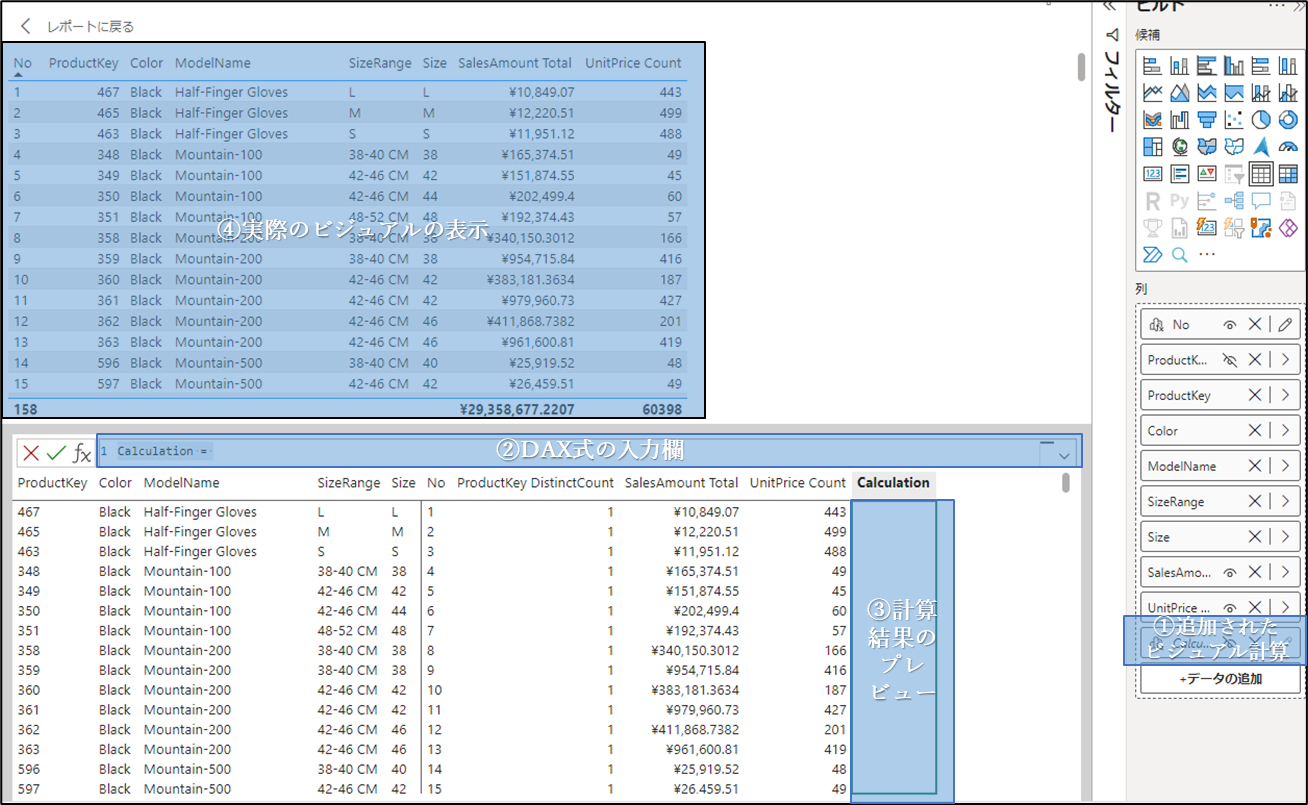 レポートに戻る
No ProductKey Color ModelName SizeRange Size SalesAmount Total UnitPrice Count
1 467 Black Half-Finger Gloves L L ¥10,849.07 443
2 465 Black Half-Finger Gloves M M ¥12,220.51 499
3 463 Black Half-Finger Gloves S S ¥11,951.12 488
4 348 Black Mountain-100 38-40 CM 38 ¥165,374.51 49
5 349 Black Mountain-100 42-46 CM 42 ¥151,874.55 45
6 350 Black Mountain-100 42-46 CM 44 ¥202,499.4 60
7 351 Black Mountain-100 48-52 CM 48 ¥192,374.43 57
④実際のビジュアルの表示
8 358 Black Mountain-200 38-40 CM 38 ¥340,150.3012 166
9 359 Black Mountain-200 38-40 CM 38 ¥954,715.84 416
10 360 Black Mountain-200 42-46 CM 42 ¥383,181.3634 187
11 361 Black Mountain-200 42-46 CM 42 ¥979,960.73 427
12 362 Black Mountain-200 42-46 CM 46 ¥411,868.7382 201
13 363 Black Mountain-200 42-46 CM 46 ¥961,600.81 419
14 596 Black Mountain-500 38-40 CM 40 ¥25,919.52 48
15 597 Black Mountain-500 42-46 CM 42 ¥26,459.51 49
158 ¥29,358,677.2207 60398
1 Calculation =
②DAX式の入力欄
ProductKey Color ModelName SizeRange Size No ProductKey DistinctCount SalesAmount Total UnitPrice Count Calculation
467 Black Half-Finger Gloves L L 1 1 ¥10,849.07 443
465 Black Half-Finger Gloves M M 2 1 ¥12,220.51 499
463 Black Half-Finger Gloves S S 3 1 ¥11,951.12 488
348 Black Mountain-100 38-40 CM 38 4 1 ¥165,374.51 49
349 Black Mountain-100 42-46 CM 42 5 1 ¥151,874.55 45
350 Black Mountain-100 42-46 CM 44 6 1 ¥202,499.4 60
351 Black Mountain-100 48-52 CM 48 7 1 ¥192,374.43 57
358 Black Mountain-200 38-40 CM 38 8 1 ¥340,150.3012 166
359 Black Mountain-200 38-40 CM 38 9 1 ¥954,715.84 416
360 Black Mountain-200 42-46 CM 42 10 1 ¥383,181.3634 187
361 Black Mountain-200 42-46 CM 42 11 1 ¥979,960.73 427
362 Black Mountain-200 42-46 CM 46 12 1 ¥411,868.7382 201
363 Black Mountain-200 42-46 CM 46 13 1 ¥961,600.81 419
596 Black Mountain-500 38-40 CM 40 14 1 ¥25,919.52 48
597 Black Mountain-500 42-46 CM 42 15 1 ¥26,459.51 49
③計算
結果の
プレ
ビュー
フィルター
ビルド
候補
123
R Py
123
列
No
ProductK...
ProductKey
Color
ModelName
SizeRange
Size
SalesAmo...
UnitPrice ...
Calcu...
①追加された
ビジュアル計算
+データの追加